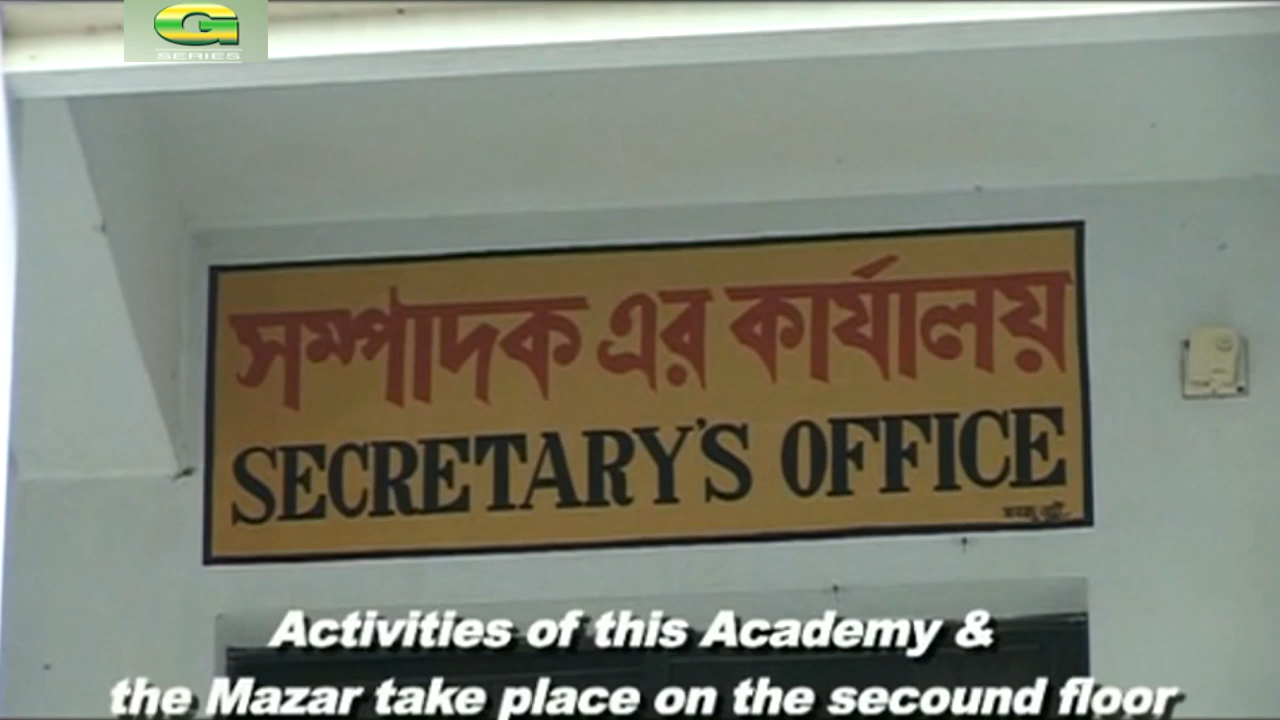 G
SERIES
সম্পাদক এর কার্যালয়
SECRETARY'S OFFICE
Activities of this Academy &
the Mazar take place on the secound floor